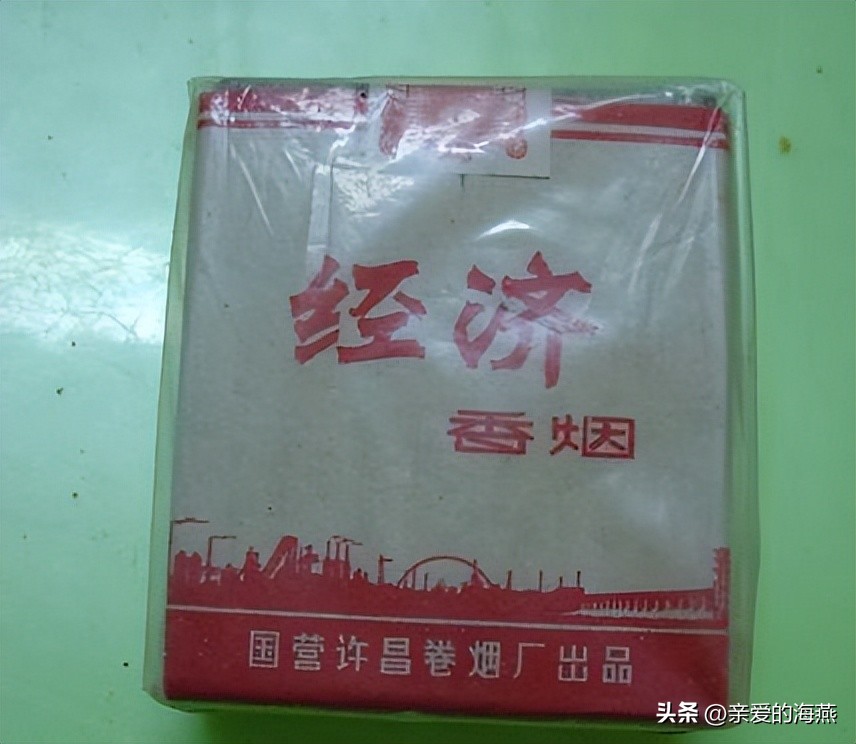 经济
香烟
国营许昌卷烟厂出品
头条 @亲爱的海燕